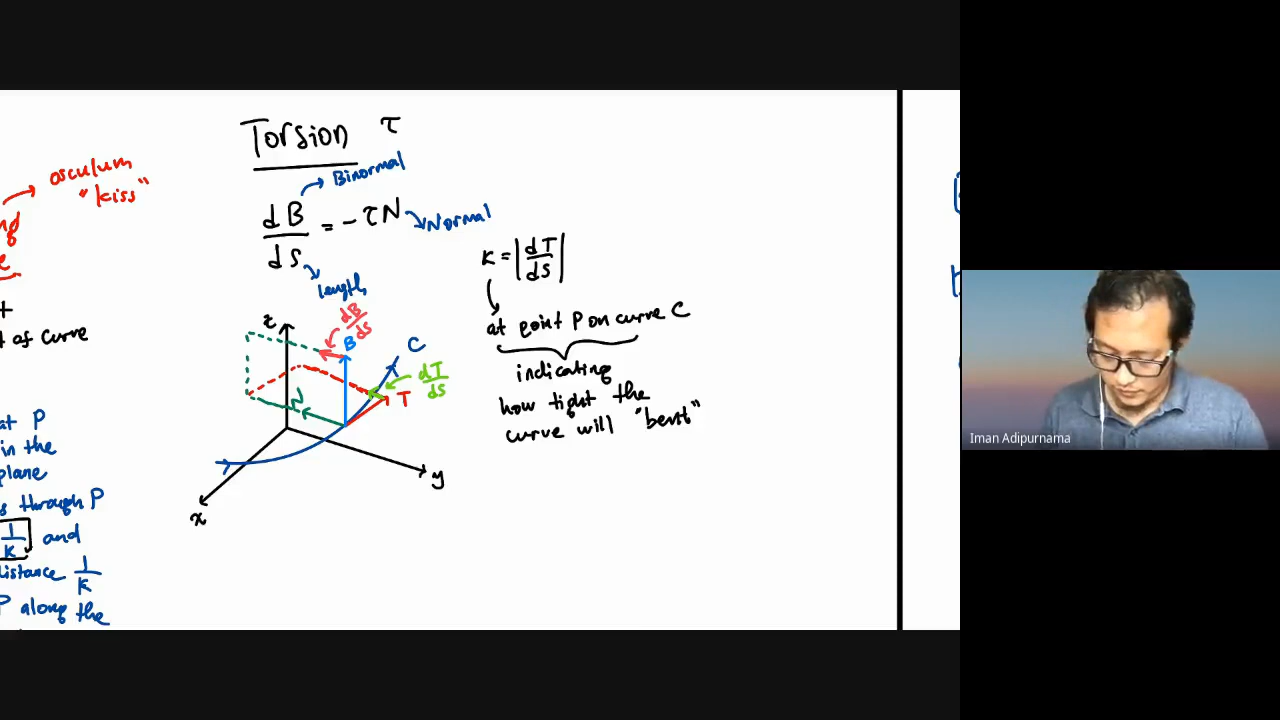 osculum
"kiss"
ng
e
t of curve
at P
in the
plane
s through P
1/K and
distance 1/K
P along the
Torsion τ
Binormal
dB/ds = - τN
Normal
length
κ = |dT/ds|
at point P on curve C
indicating
how tight the
curve will "bent"
z
dB/ds
B
C
dT/ds
T
N
y
x
Iman Adipurnama